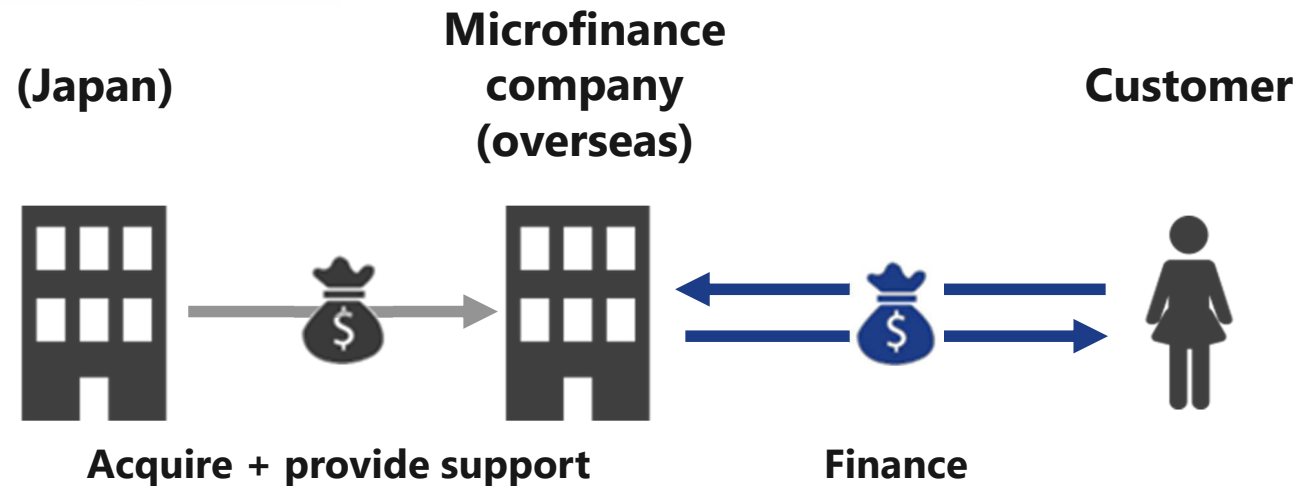 (Japan)
Microfinance
company
(overseas)
Customer
$
$
Acquire + provide support
Finance